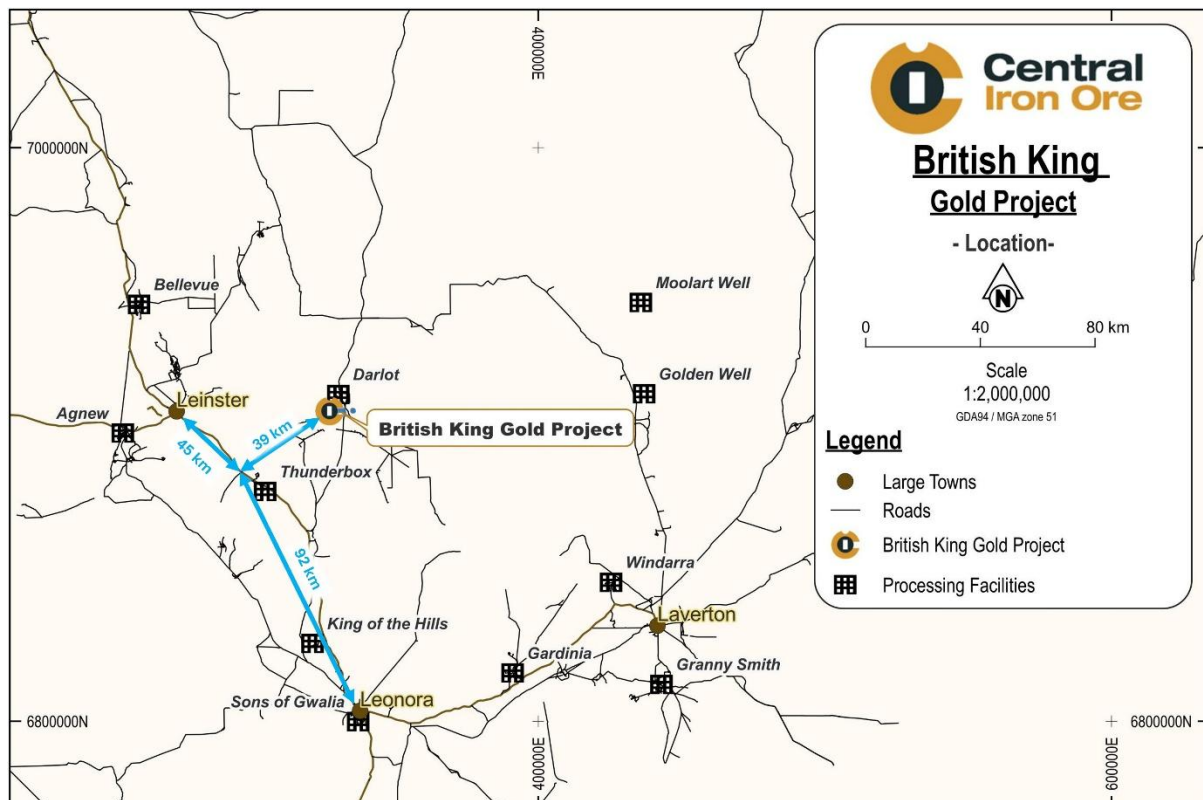 400000E
7000000N
Bellevue
Moolart Well
Darlot
Golden Well
Leinster
Agnew
British King Gold Project
39 km
45 km
Thunderbox
92 km
Windarra
Laverton
King of the Hills
Gardinia
Granny Smith
Sons of Gwalia
Leonora
6800000N
6800000N
400000E
600000E
Central
Iron Ore
British King
Gold Project
- Location-
N
0 40 80 km
Scale
1:2,000,000
GDA94 / MGA zone 51
Legend
Large Towns
Roads
British King Gold Project
Processing Facilities